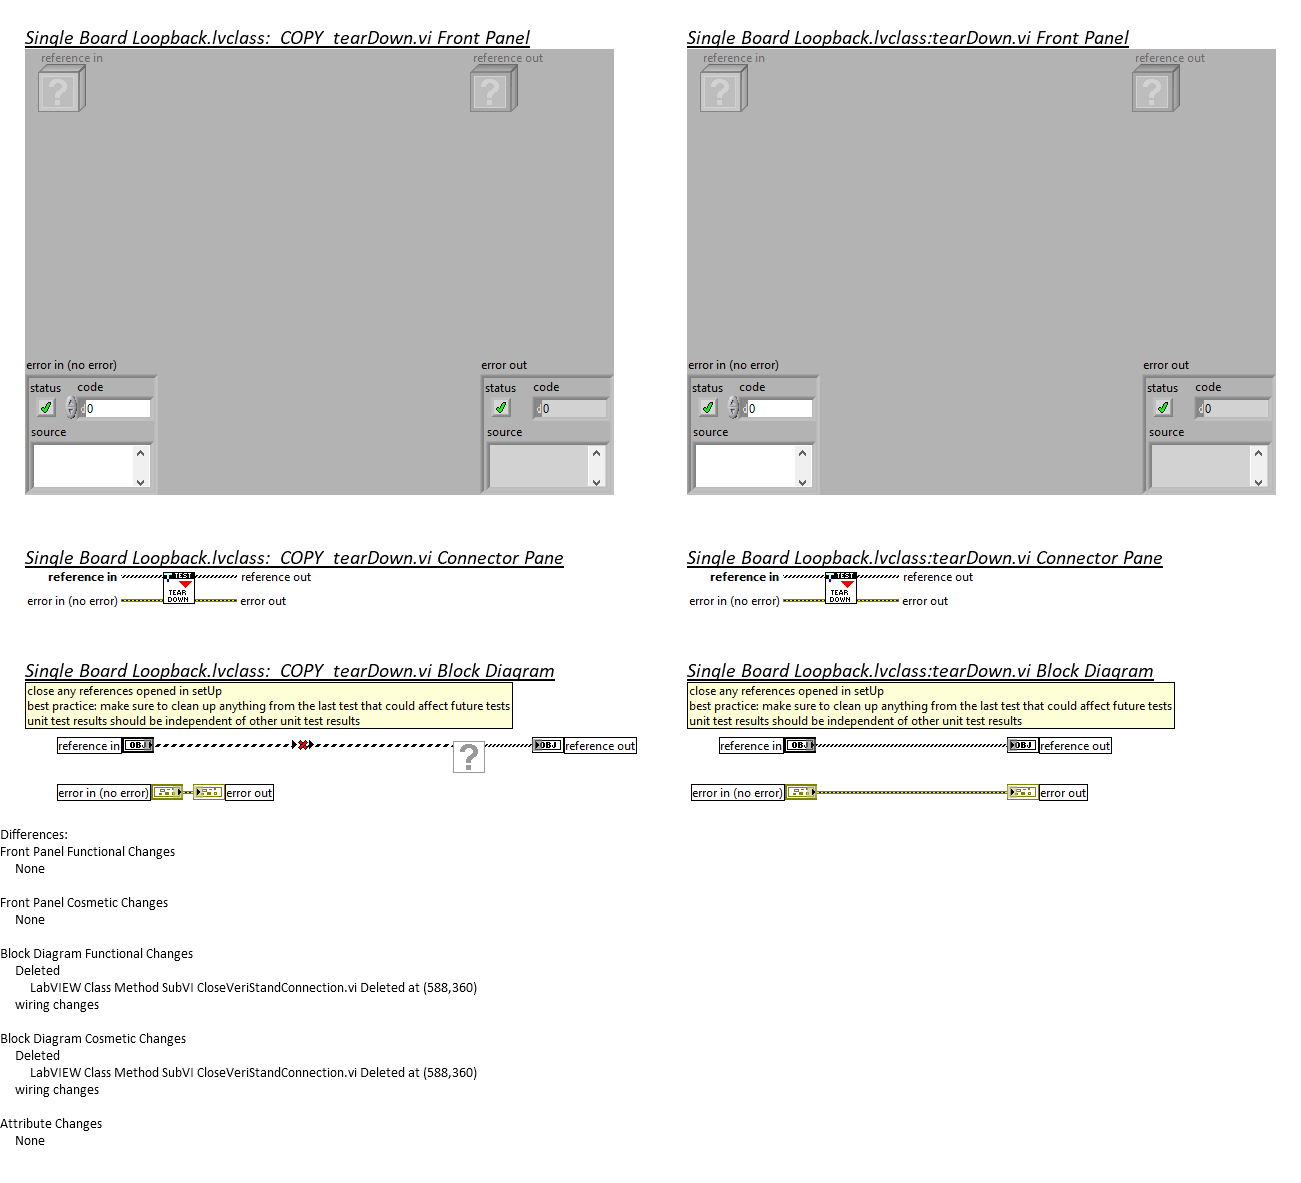 Single Board Loopback.lvclass:_COPY_tearDown.vi Front Panel
reference in
reference out
?
?
error in (no error)
error out
status
code
status
code
d0
d0
source
source
Single Board Loopback.lvclass:tearDown.vi Front Panel
reference in
reference out
?
?
error in (no error)
error out
status
code
status
code
d0
d0
source
source
Single Board Loopback.lvclass:_COPY_tearDown.vi Connector Pane
reference in
TEST
reference out
TEAR
DOWN
error in (no error)
error out
Single Board Loopback.lvclass:tearDown.vi Connector Pane
reference in
TEST
reference out
TEAR
DOWN
error in (no error)
error out
Single Board Loopback.lvclass:_COPY_tearDown.vi Block Diagram
close any references opened in setUp
best practice: make sure to clean up anything from the last test that could affect future tests
unit test results should be independent of other unit test results
reference in OBJ
?
OBJ reference out
error in (no error)
error out
Single Board Loopback.lvclass:tearDown.vi Block Diagram
close any references opened in setUp
best practice: make sure to clean up anything from the last test that could affect future tests
unit test results should be independent of other unit test results
reference in OBJ
OBJ reference out
error in (no error)
error out
Differences:
Front Panel Functional Changes
None
Front Panel Cosmetic Changes
None
Block Diagram Functional Changes
Deleted
LabVIEW Class Method SubVI CloseVeriStandConnection.vi Deleted at (588,360)
wiring changes
Block Diagram Cosmetic Changes
Deleted
LabVIEW Class Method SubVI CloseVeriStandConnection.vi Deleted at (588,360)
wiring changes
Attribute Changes
None